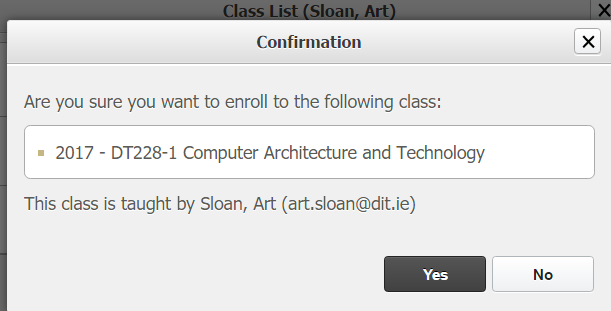 Class List (Sloan, Art)
Confirmation
Are you sure you want to enroll to the following class:
2017 - DT228-1 Computer Architecture and Technology
This class is taught by Sloan, Art (art.sloan@dit.ie)
Yes
No